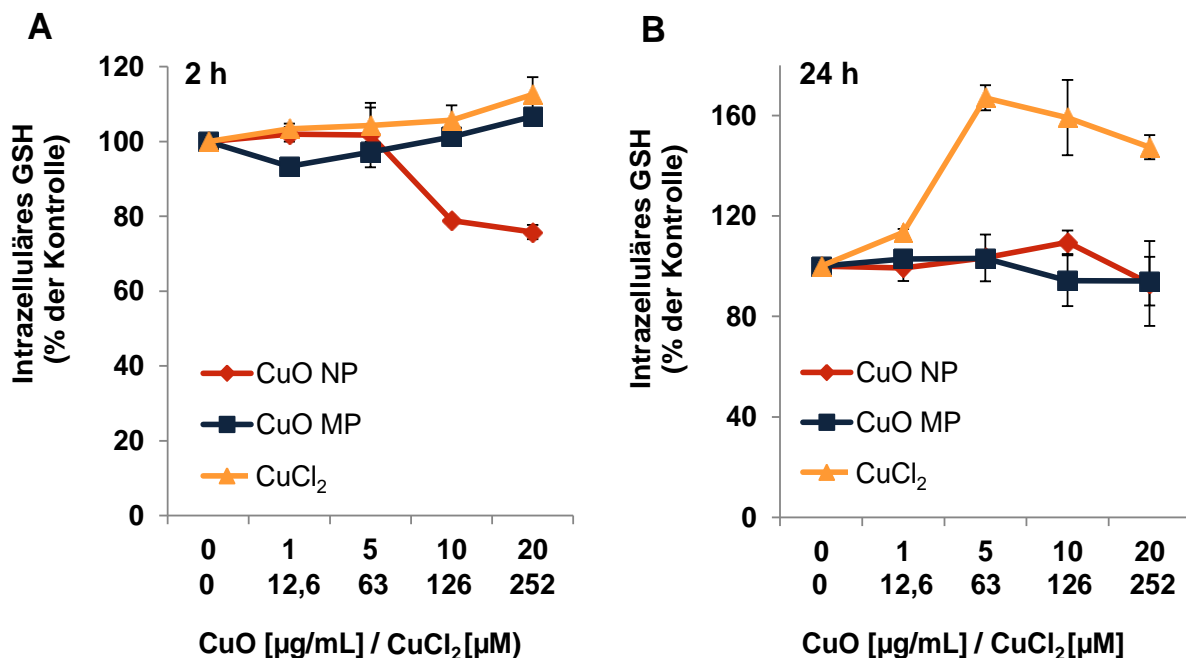 A
2 h
Intrazelluläres GSH
(% der Kontrolle)
120
100
80
60
40
20
0
CuO NP
CuO MP
CuCl₂
0 1 5 10 20
0 12,6 63 126 252
CuO [µg/mL] / CuCl₂[µM)
B
24 h
Intrazelluläres GSH
(% der Kontrolle)
160
120
80
40
0
CuO NP
CuO MP
CuCl₂
0 1 5 10 20
0 12,6 63 126 252
CuO [µg/mL] / CuCl₂[µM]